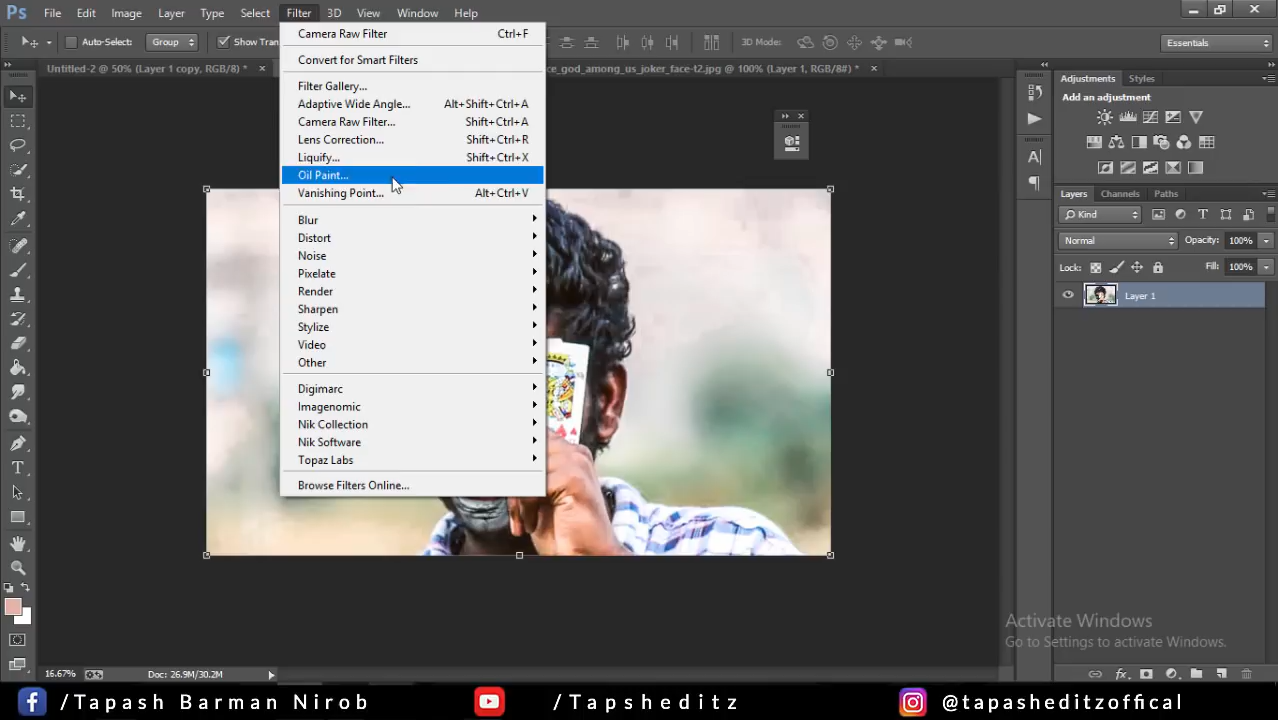 Ps File Edit Image Layer Type Select Filter 3D View Window Help
Auto-Select: Group Show Tran 3D Mode: Essentials
Untitled-2 @ 50% (Layer 1 copy, RGB/8) * × ce_god_among_us_joker_face-t2.jpg @ 100% (Layer 1, RGB/8#) * ×
Camera Raw Filter Ctrl+F
Convert for Smart Filters
Filter Gallery...
Adaptive Wide Angle... Alt+Shift+Ctrl+A
Camera Raw Filter... Shift+Ctrl+A
Lens Correction... Shift+Ctrl+R
Liquify... Shift+Ctrl+X
Oil Paint...
Vanishing Point... Alt+Ctrl+V
Blur
Distort
Noise
Pixelate
Render
Sharpen
Stylize
Video
Other
Digimarc
Imagenomic
Nik Collection
Nik Software
Topaz Labs
Browse Filters Online...
Adjustments Styles
Add an adjustment
Layers Channels Paths
Kind
Normal Opacity: 100%
Lock: Fill: 100%
Layer 1
Activate Windows
Go to Settings to activate Windows.
16.67% Doc: 26.9M/30.2M
/Tapash Barman Nirob /Tapsheditz @tapasheditzoffical